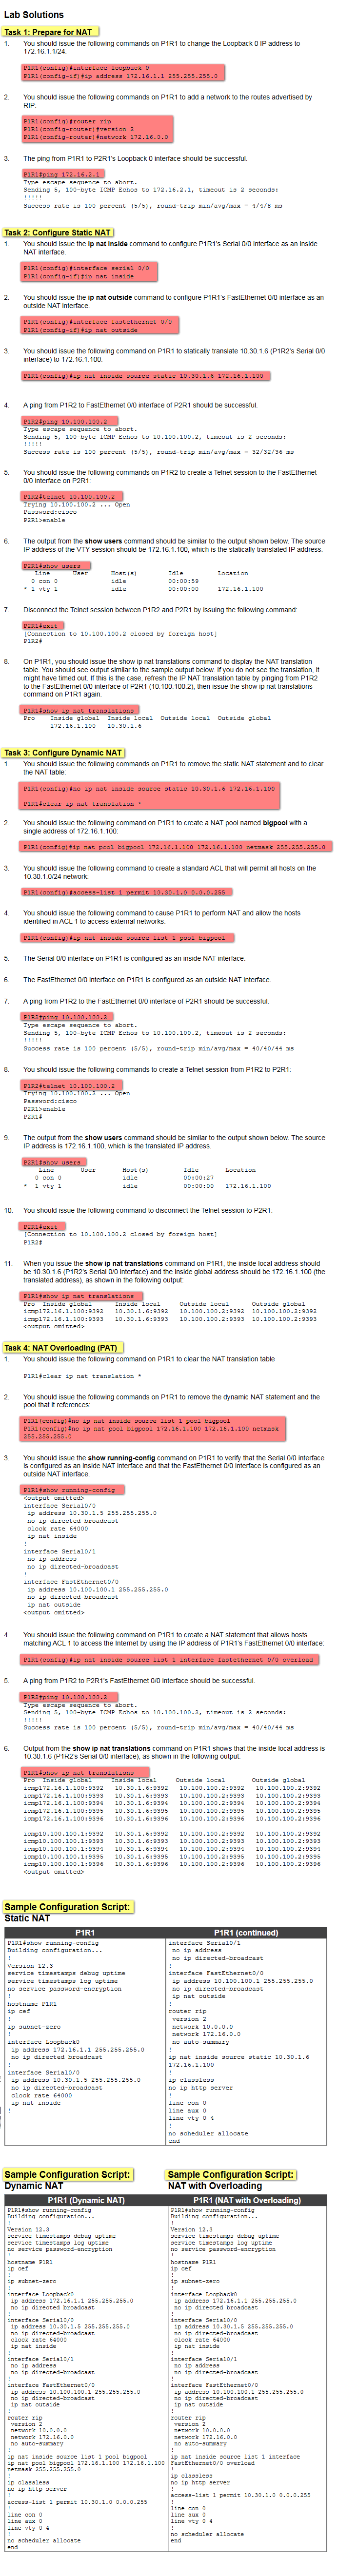 Lab Solutions
Task 1: Prepare for NAT
1. You should issue the following commands on P1R1 to change the Loopback 0 IP address to
172.16.1.1/24:
P1R1(config)#interface loopback 0
P1R1(config-if)#ip address 172.16.1.1 255.255.255.0
2. You should issue the following commands on P1R1 to add a network to the routes advertised by
RIP:
P1R1(config)#router rip
P1R1(config-router)#version 2
P1R1(config-router)#network 172.16.0.0
3. The ping from P1R1 to P2R1's Loopback 0 interface should be successful.
P1R1#ping 172.16.2.1
Type escape sequence to abort.
Sending 5, 100-byte ICMP Echos to 172.16.2.1, timeout is 2 seconds:
!!!!!
Success rate is 100 percent (5/5), round-trip min/avg/max = 4/4/8 ms
Task 2: Configure Static NAT
1. You should issue the ip nat inside command to configure P1R1's Serial 0/0 interface as an inside
NAT interface.
P1R1(config)#interface serial 0/0
P1R1(config-if)#ip nat inside
2. You should issue the ip nat outside command to configure P1R1's FastEthernet 0/0 interface as an
outside NAT interface.
P1R1(config)#interface fastethernet 0/0
P1R1(config-if)#ip nat outside
3. You should issue the following command on P1R1 to statically translate 10.30.1.6 (P1R2's Serial 0/0
interface) to 172.16.1.100:
P1R1(config)#ip nat inside source static 10.30.1.6 172.16.1.100
4. A ping from P1R2 to FastEthernet 0/0 interface of P2R1 should be successful.
P1R2#ping 10.100.100.2
Type escape sequence to abort.
Sending 5, 100-byte ICMP Echos to 10.100.100.2, timeout is 2 seconds:
!!!!!
Success rate is 100 percent (5/5), round-trip min/avg/max = 32/32/36 ms
5. You should issue the following commands on P1R2 to create a Telnet session to the FastEthernet
0/0 interface on P2R1:
P1R2#telnet 10.100.100.2
Trying 10.100.100.2 ... Open
Password:cisco
P2R1>enable
6. The output from the show users command should be similar to the output shown below. The source
IP address of the VTY session should be 172.16.1.100, which is the statically translated IP address.
P2R1#show users
Line User Host(s) Idle Location
0 con 0 idle 00:00:59
* 1 vty 1 idle 00:00:00 172.16.1.100
7. Disconnect the Telnet session between P1R2 and P2R1 by issuing the following command:
P2R1#exit
[Connection to 10.100.100.2 closed by foreign host]
P1R2#
8. On P1R1, you should issue the show ip nat translations command to display the NAT translation
table. You should see output similar to the sample output below. If you do not see the translation, it
might have timed out. If this is the case, refresh the IP NAT translation table by pinging from P1R2
to the FastEthernet 0/0 interface of P2R1 (10.100.100.2), then issue the show ip nat translations
command on P1R1 again.
P1R1#show ip nat translations
Pro Inside global Inside local Outside local Outside global
--- 172.16.1.100 10.30.1.6 --- ---
Task 3: Configure Dynamic NAT
1. You should issue the following commands on P1R1 to remove the static NAT statement and to clear
the NAT table:
P1R1(config)#no ip nat inside source static 10.30.1.6 172.16.1.100
P1R1#clear ip nat translation *
2. You should issue the following command on P1R1 to create a NAT pool named bigpool with a
single address of 172.16.1.100:
P1R1(config)#ip nat pool bigpool 172.16.1.100 172.16.1.100 netmask 255.255.255.0
3. You should issue the following command to create a standard ACL that will permit all hosts on the
10.30.1.0/24 network:
P1R1(config)#access-list 1 permit 10.30.1.0 0.0.0.255
4. You should issue the following command to cause P1R1 to perform NAT and allow the hosts
identified in ACL 1 to access external networks:
P1R1(config)#ip nat inside source list 1 pool bigpool
5. The Serial 0/0 interface on P1R1 is configured as an inside NAT interface.
6. The FastEthernet 0/0 interface on P1R1 is configured as an outside NAT interface.
7. A ping from P1R2 to the FastEthernet 0/0 interface of P2R1 should be successful.
P1R2#ping 10.100.100.2
Type escape sequence to abort.
Sending 5, 100-byte ICMP Echos to 10.100.100.2, timeout is 2 seconds:
!!!!!
Success rate is 100 percent (5/5), round-trip min/avg/max = 40/40/44 ms
8. You should issue the following commands to create a Telnet session from P1R2 to P2R1:
P1R2#telnet 10.100.100.2
Trying 10.100.100.2 ... Open
Password:cisco
P2R1>enable
P2R1#
9. The output from the show users command should be similar to the output shown below. The source
IP address is 172.16.1.100, which is the translated IP address.
P2R1#show users
Line User Host(s) Idle Location
0 con 0 idle 00:00:27
* 1 vty 1 idle 00:00:00 172.16.1.100
10. You should issue the following command to disconnect the Telnet session to P2R1:
P2R1#exit
[Connection to 10.100.100.2 closed by foreign host]
P1R2#
11. When you issue the show ip nat translations command on P1R1, the inside local address should
be 10.30.1.6 (P1R2's Serial 0/0 interface) and the inside global address should be 172.16.1.100 (the
translated address), as shown in the following output:
P1R1#show ip nat translations
Pro Inside global Inside local Outside local Outside global
icmp172.16.1.100:9392 10.30.1.6:9392 10.100.100.2:9392 10.100.100.2:9392
icmp172.16.1.100:9393 10.30.1.6:9393 10.100.100.2:9393 10.100.100.2:9393
<output omitted>
Task 4: NAT Overloading (PAT)
1. You should issue the following command on P1R1 to clear the NAT translation table
P1R1#clear ip nat translation *
2. You should issue the following commands on P1R1 to remove the dynamic NAT statement and the
pool that it references:
P1R1(config)#no ip nat inside source list 1 pool bigpool
P1R1(config)#no ip nat pool bigpool 172.16.1.100 172.16.1.100 netmask
255.255.255.0
3. You should issue the show running-config command on P1R1 to verify that the Serial 0/0 interface
is configured as an inside NAT interface and that the FastEthernet 0/0 interface is configured as an
outside NAT interface.
P1R1#show running-config
<output omitted>
interface Serial0/0
ip address 10.30.1.5 255.255.255.0
no ip directed-broadcast
clock rate 64000
ip nat inside
!
interface Serial0/1
no ip address
no ip directed-broadcast
!
interface FastEthernet0/0
ip address 10.100.100.1 255.255.255.0
no ip directed-broadcast
ip nat outside
<output omitted>
4. You should issue the following command on P1R1 to create a NAT statement that allows hosts
matching ACL 1 to access the Internet by using the IP address of P1R1's FastEthernet 0/0 interface:
P1R1(config)#ip nat inside source list 1 interface fastethernet 0/0 overload
5. A ping from P1R2 to P2R1's FastEthernet 0/0 interface should be successful.
P1R2#ping 10.100.100.2
Type escape sequence to abort.
Sending 5, 100-byte ICMP Echos to 10.100.100.2, timeout is 2 seconds:
!!!!!
Success rate is 100 percent (5/5), round-trip min/avg/max = 40/40/44 ms
6. Output from the show ip nat translations command on P1R1 shows that the inside local address is
10.30.1.6 (P1R2's Serial 0/0 interface), as shown in the following output:
P1R1#show ip nat translations
Pro Inside global Inside local Outside local Outside global
icmp172.16.1.100:9392 10.30.1.6:9392 10.100.100.2:9392 10.100.100.2:9392
icmp172.16.1.100:9393 10.30.1.6:9393 10.100.100.2:9393 10.100.100.2:9393
icmp172.16.1.100:9394 10.30.1.6:9394 10.100.100.2:9394 10.100.100.2:9394
icmp172.16.1.100:9395 10.30.1.6:9395 10.100.100.2:9395 10.100.100.2:9395
icmp172.16.1.100:9396 10.30.1.6:9396 10.100.100.2:9396 10.100.100.2:9396
icmp10.100.100.1:9392 10.30.1.6:9392 10.100.100.2:9392 10.100.100.2:9392
icmp10.100.100.1:9393 10.30.1.6:9393 10.100.100.2:9393 10.100.100.2:9393
icmp10.100.100.1:9394 10.30.1.6:9394 10.100.100.2:9394 10.100.100.2:9394
icmp10.100.100.1:9395 10.30.1.6:9395 10.100.100.2:9395 10.100.100.2:9395
icmp10.100.100.1:9396 10.30.1.6:9396 10.100.100.2:9396 10.100.100.2:9396
<output omitted>
Sample Configuration Script:
Static NAT
P1R1
P1R1#show running-config
Building configuration...
!
Version 12.3
service timestamps debug uptime
service timestamps log uptime
no service password-encryption
!
hostname P1R1
ip cef
!
ip subnet-zero
!
interface Loopback0
ip address 172.16.1.1 255.255.255.0
no ip directed broadcast
!
interface Serial0/0
ip address 10.30.1.5 255.255.255.0
no ip directed-broadcast
clock rate 64000
ip nat inside
!
P1R1 (continued)
interface Serial0/1
no ip address
no ip directed-broadcast
!
interface FastEthernet0/0
ip address 10.100.100.1 255.255.255.0
no ip directed-broadcast
ip nat outside
!
router rip
version 2
network 10.0.0.0
network 172.16.0.0
no auto-summary
!
ip nat inside source static 10.30.1.6
172.16.1.100
!
ip classless
no ip http server
!
line con 0
line aux 0
line vty 0 4
!
no scheduler allocate
end
Sample Configuration Script:
Dynamic NAT
P1R1 (Dynamic NAT)
P1R1#show running-config
Building configuration...
!
Version 12.3
service timestamps debug uptime
service timestamps log uptime
no service password-encryption
!
hostname P1R1
ip cef
!
ip subnet-zero
!
interface Loopback0
ip address 172.16.1.1 255.255.255.0
no ip directed broadcast
!
interface Serial0/0
ip address 10.30.1.5 255.255.255.0
no ip directed-broadcast
clock rate 64000
ip nat inside
!
interface Serial0/1
no ip address
no ip directed-broadcast
!
interface FastEthernet0/0
ip address 10.100.100.1 255.255.255.0
no ip directed-broadcast
ip nat outside
!
router rip
version 2
network 10.0.0.0
network 172.16.0.0
no auto-summary
!
ip nat inside source list 1 pool bigpool
ip nat pool bigpool 172.16.1.100 172.16.1.100
netmask 255.255.255.0
!
ip classless
no ip http server
!
access-list 1 permit 10.30.1.0 0.0.0.255
!
line con 0
line aux 0
line vty 0 4
!
no scheduler allocate
end
Sample Configuration Script:
NAT with Overloading
P1R1 (NAT with Overloading)
P1R1#show running-config
Building configuration...
!
Version 12.3
service timestamps debug uptime
service timestamps log uptime
no service password-encryption
!
hostname P1R1
ip cef
!
ip subnet-zero
!
interface Loopback0
ip address 172.16.1.1 255.255.255.0
no ip directed broadcast
!
interface Serial0/0
ip address 10.30.1.5 255.255.255.0
no ip directed-broadcast
clock rate 64000
ip nat inside
!
interface Serial0/1
no ip address
no ip directed-broadcast
!
interface FastEthernet0/0
ip address 10.100.100.1 255.255.255.0
no ip directed-broadcast
ip nat outside
!
router rip
version 2
network 10.0.0.0
network 172.16.0.0
no auto-summary
!
ip nat inside source list 1 interface
FastEthernet0/0 overload
!
ip classless
no ip http server
!
access-list 1 permit 10.30.1.0 0.0.0.255
!
line con 0
line aux 0
line vty 0 4
!
no scheduler allocate
end